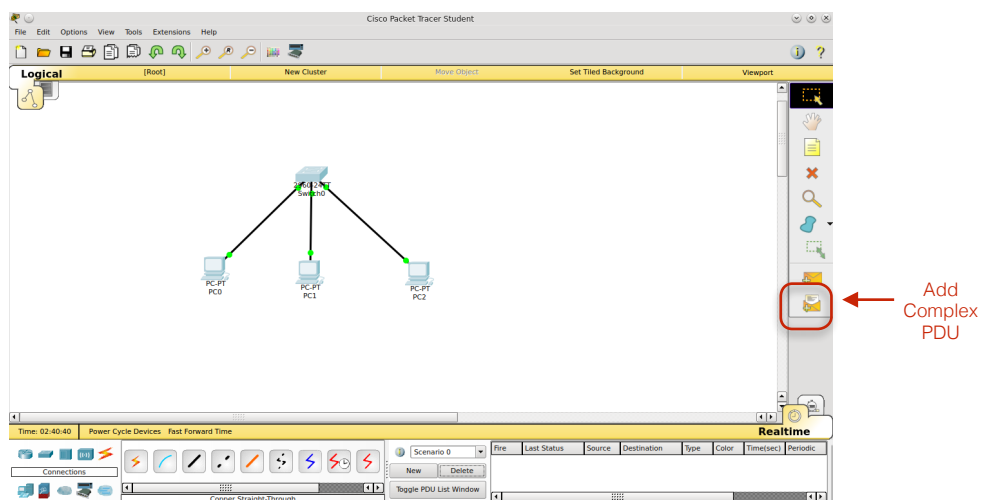 Cisco Packet Tracer Student
File Edit Options View Tools Extensions Help
Logical [Root] New Cluster Move Object Set Tiled Background Viewport
2960-24TT
Switch0
PC-PT
PC0
PC-PT
PC1
PC-PT
PC2
Add
Complex
PDU
Time: 02:40:40 Power Cycle Devices Fast Forward Time Realtime
Connections
Copper Straight-Through
Scenario 0
New Delete
Toggle PDU List Window
Fire Last Status Source Destination Type Color Time(sec) Periodic